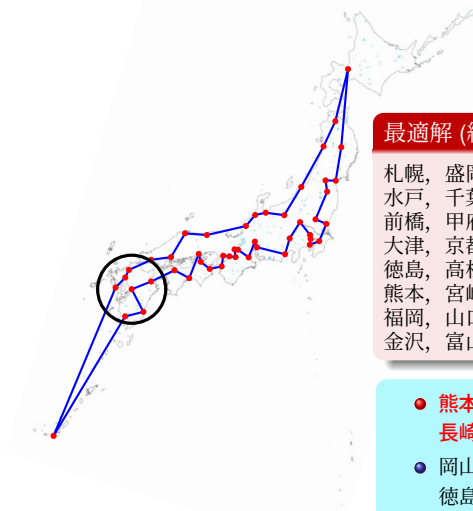 最適解 (
札幌, 盛岡
水戸, 千葉
前橋, 甲府
大津, 京都
徳島, 高松
熊本, 宮崎
福岡, 山口
金沢, 富山
熊本
長崎
岡山
徳島